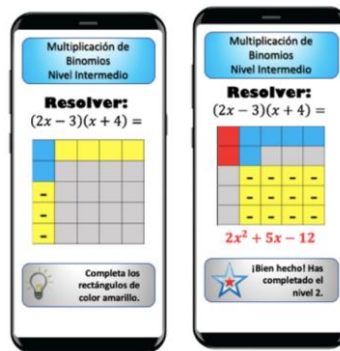 Multiplicación de
Binomios
Nivel Intermedio
Resolver:
(2x − 3)(x + 4) =
-
-
-
Completa los
rectángulos de
color amarillo.
Multiplicación de
Binomios
Nivel Intermedio
Resolver:
(2x − 3)(x + 4) =
- - - -
- - - -
- - - -
2x² + 5x − 12
¡Bien hecho! Has
completado el
nivel 2.